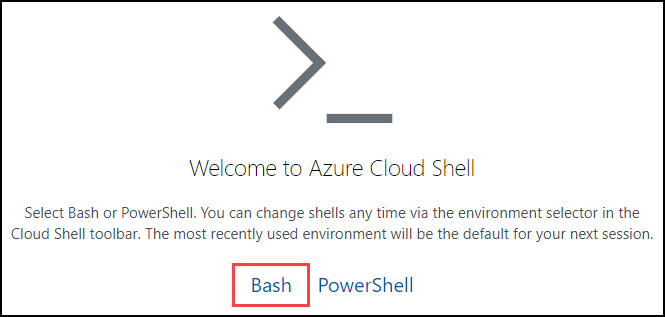 Welcome to Azure Cloud Shell
Select Bash or PowerShell. You can change shells any time via the environment selector in the
Cloud Shell toolbar. The most recently used environment will be the default for your next session.
Bash PowerShell